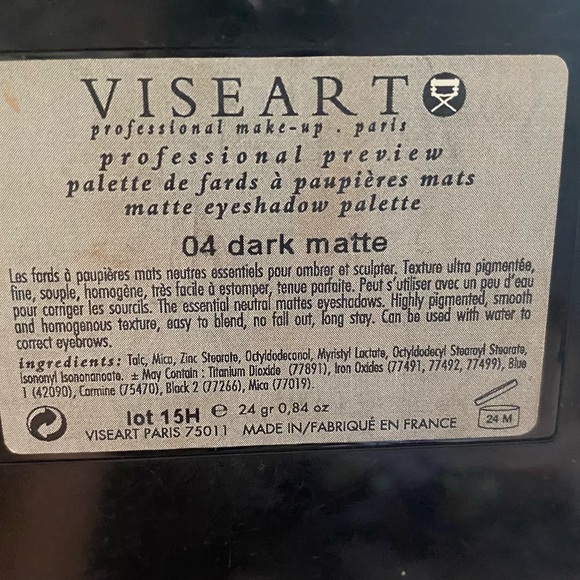 VISEART
professional make-up . paris
professional preview
palette de fards à paupières mats
matte eyeshadow palette
04 dark matte
Les fards à paupières mats neutres essentiels pour ombrer et sculpter. Texture ultra pigmentée,
fine, souple, homogène, très facile à estomper, tenue parfaite. Peut s'utiliser avec un peu d'eau
pour corriger les sourcils. The essential neutral mattes eyeshadows. Highly pigmented, smooth
and homogenous texture, easy to blend, no fall out, long stay. Can be used with water to
correct eyebrows.
ingredients: Talc, Mica, Zinc Stearate, Octyldodecanol, Myristyl Lactate, Octyldodecyl Stearoyl Stearate,
Isononyl Isononanoate. ± May Contain : Titanium Dioxide (77891), Iron Oxides (77491, 77492, 77499), Blue
1 (42090), Carmine (75470), Black 2 (77266), Mica (77019).
lot 15H e 24 gr 0,84 oz
24 M
VISEART PARIS 75011 MADE IN/FABRIQUÉ EN FRANCE